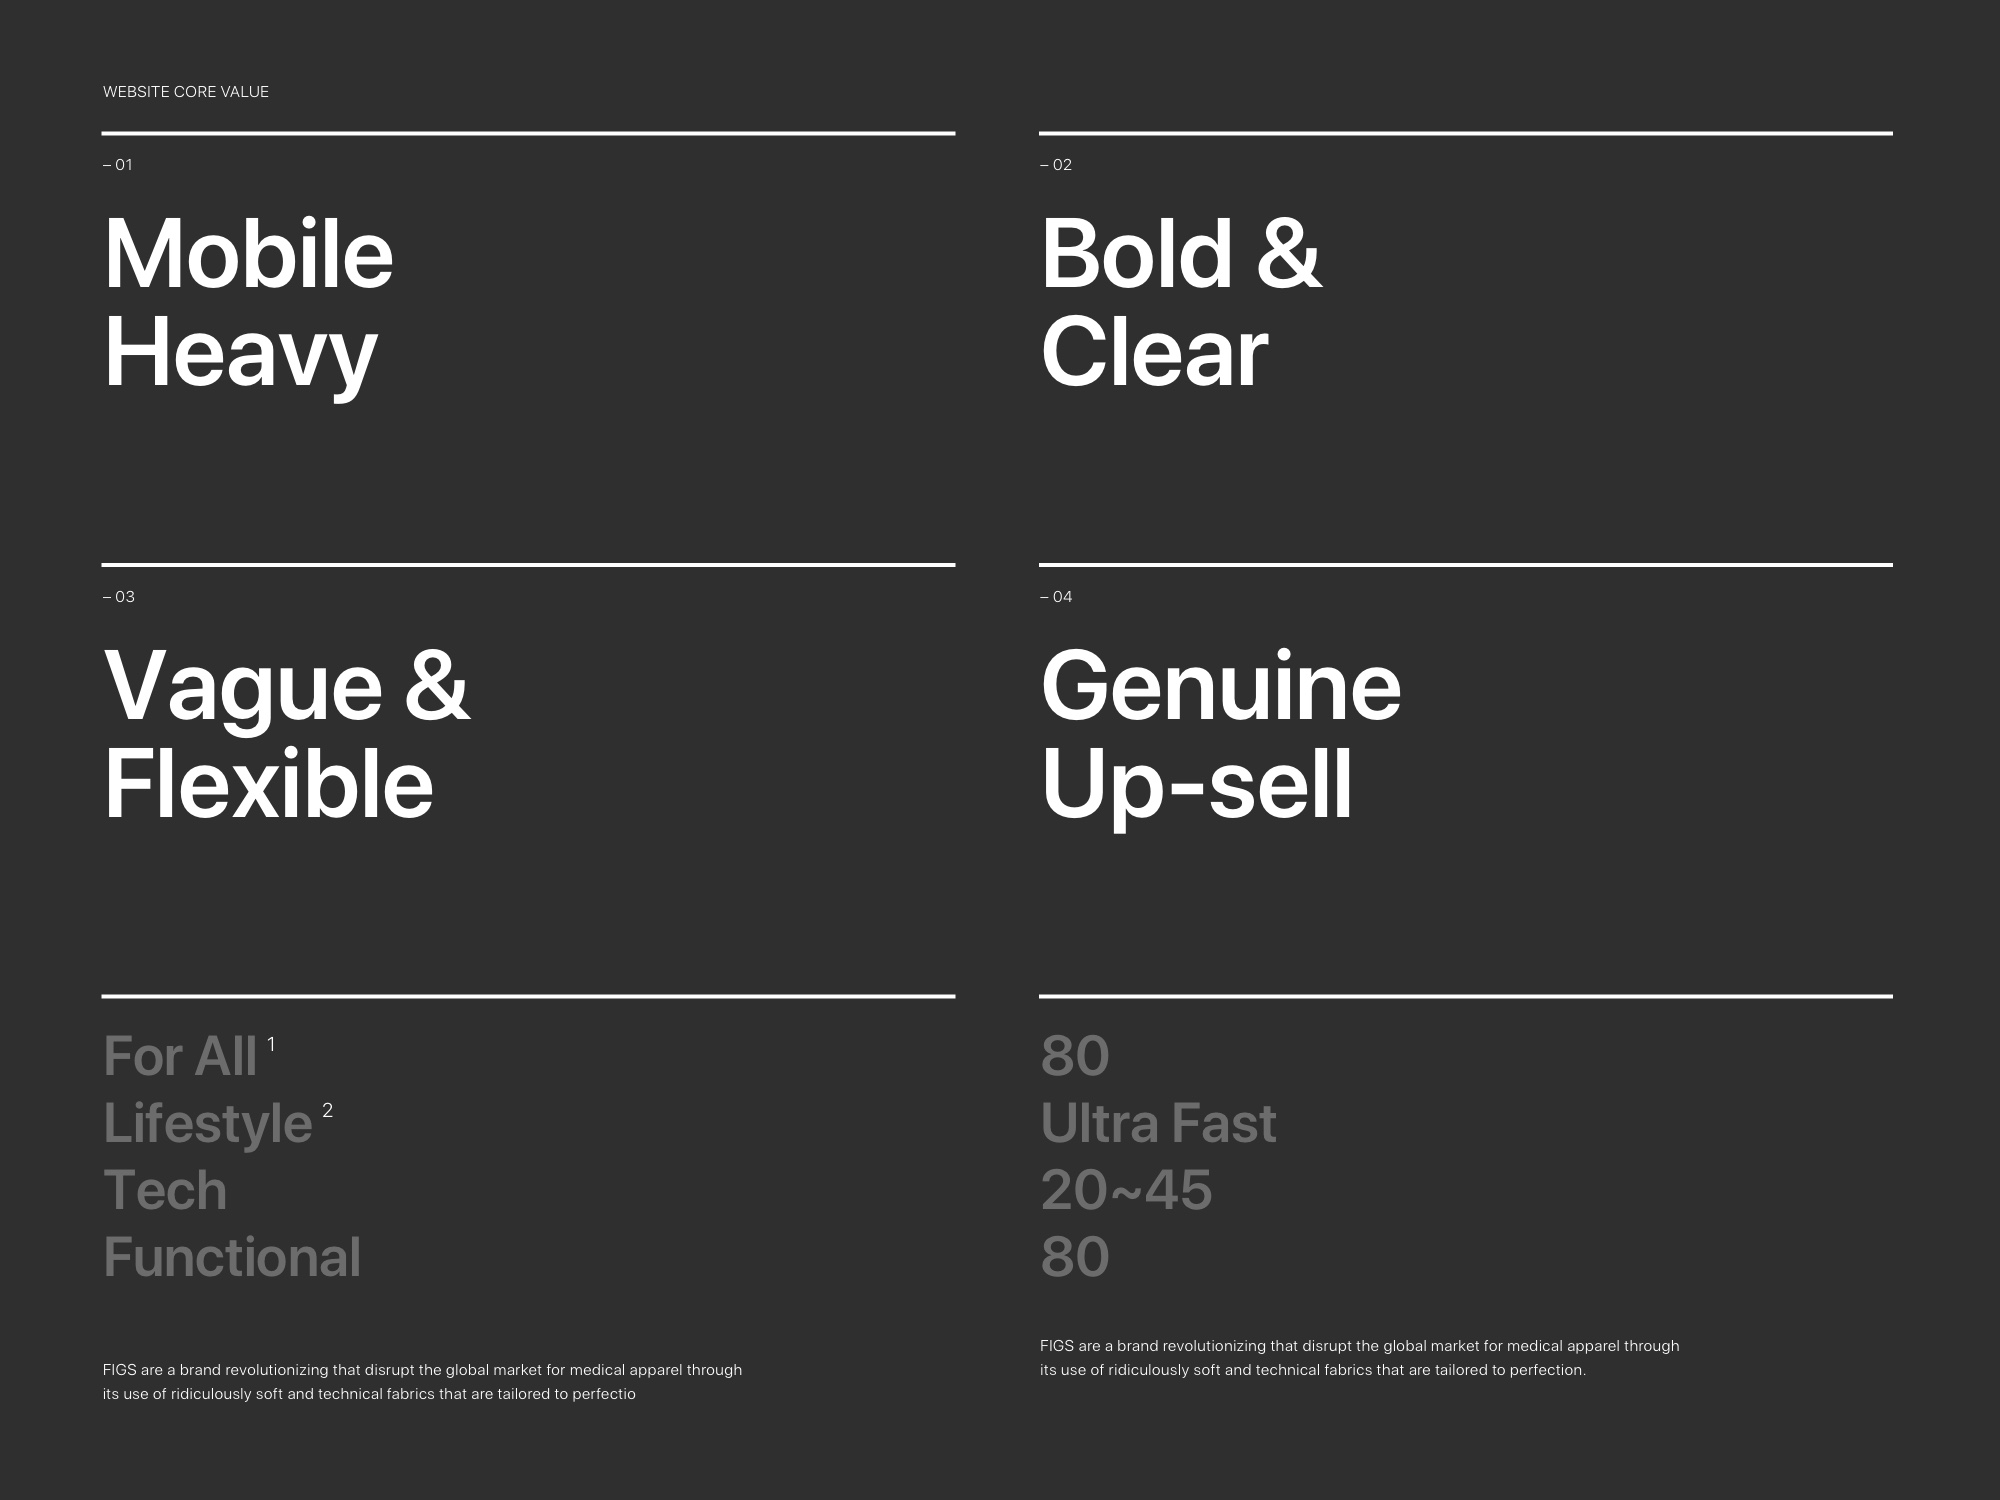 WEBSITE CORE VALUE
– 01
Mobile
Heavy
– 02
Bold &
Clear
– 03
Vague &
Flexible
– 04
Genuine
Up-sell
For All 1
Lifestyle 2
Tech
Functional
FIGS are a brand revolutionizing that disrupt the global market for medical apparel through
its use of ridiculously soft and technical fabrics that are tailored to perfectio
80
Ultra Fast
20~45
80
FIGS are a brand revolutionizing that disrupt the global market for medical apparel through
its use of ridiculously soft and technical fabrics that are tailored to perfection.